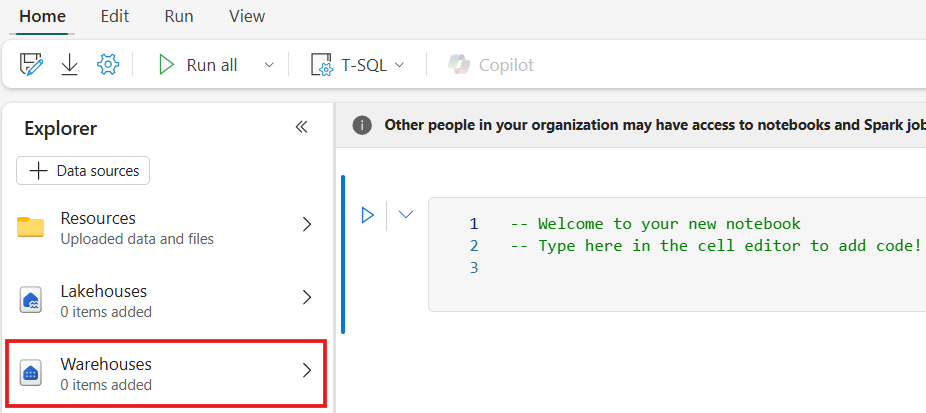 Home Edit Run View
Run all T-SQL Copilot
Explorer
Data sources
Resources
Uploaded data and files
Lakehouses
0 items added
Warehouses
0 items added
Other people in your organization may have access to notebooks and Spark job
1 -- Welcome to your new notebook
2 -- Type here in the cell editor to add code!
3